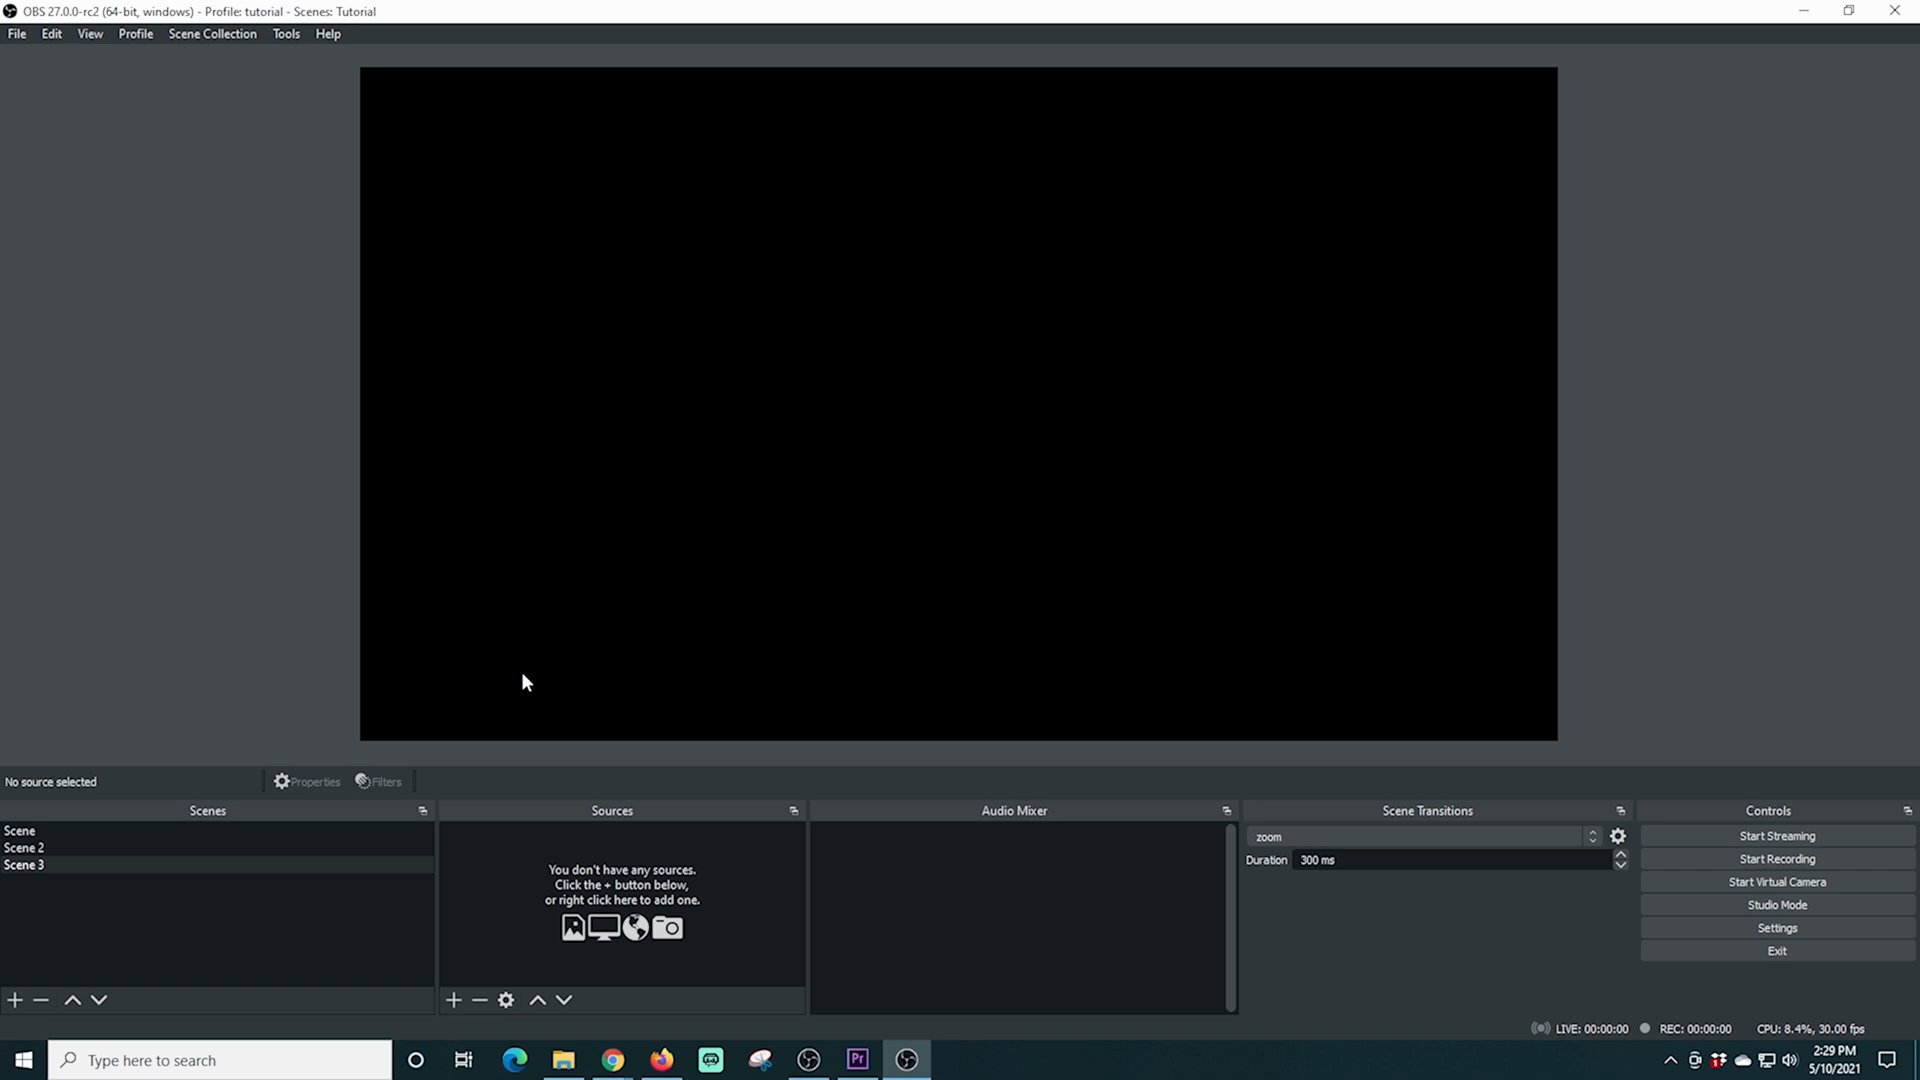 OBS 27.0.0-rc2 (64-bit, windows) - Profile: tutorial - Scenes: Tutorial
File Edit View Profile Scene Collection Tools Help
No source selected Properties Filters
Scenes Sources Audio Mixer Scene Transitions Controls
Scene
Scene 2
Scene 3
You don't have any sources.
Click the + button below,
or right click here to add one.
zoom
Duration 300 ms
Start Streaming
Start Recording
Start Virtual Camera
Studio Mode
Settings
Exit
LIVE: 00:00:00 REC: 00:00:00 CPU: 8.4%, 30.00 fps
Type here to search
Pr
2:29 PM
5/10/2021